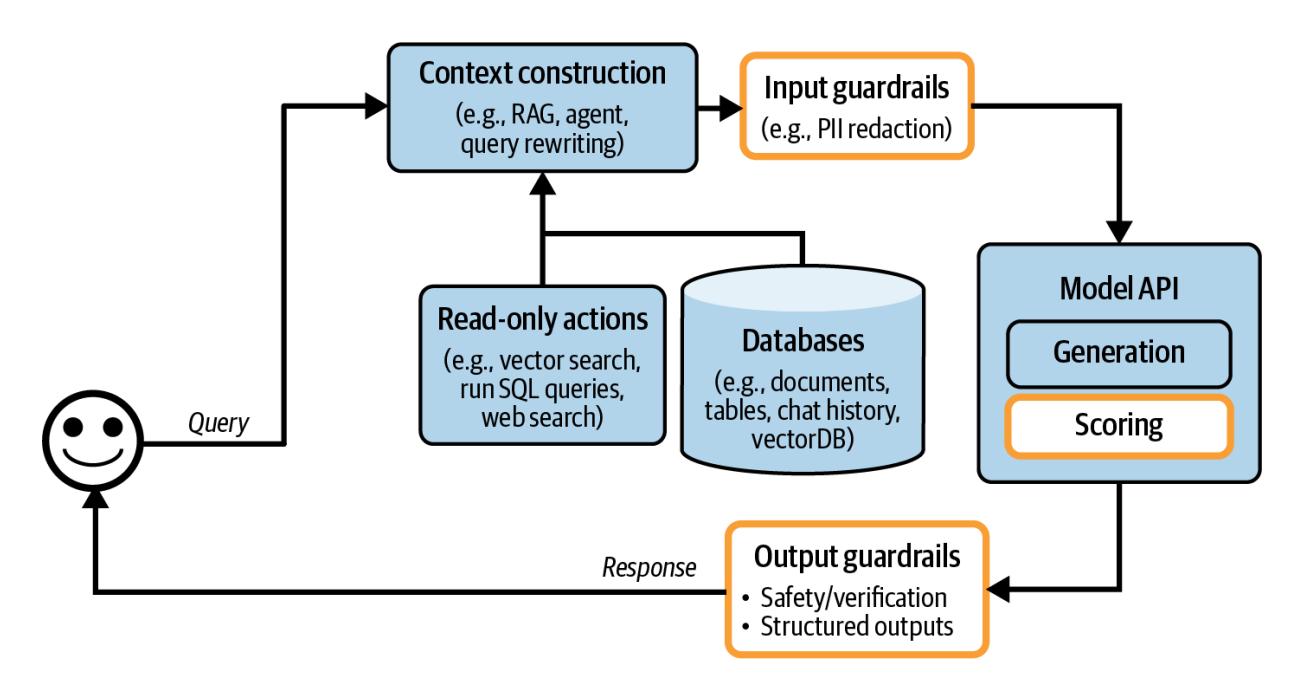 Context construction
(e.g., RAG, agent,
query rewriting)
Input guardrails
(e.g., PII redaction)
Read-only actions
(e.g., vector search,
run SQL queries,
web search)
Databases
(e.g., documents,
tables, chat history,
vectorDB)
Model API
Generation
Scoring
Query
Response
Output guardrails
• Safety/verification
• Structured outputs